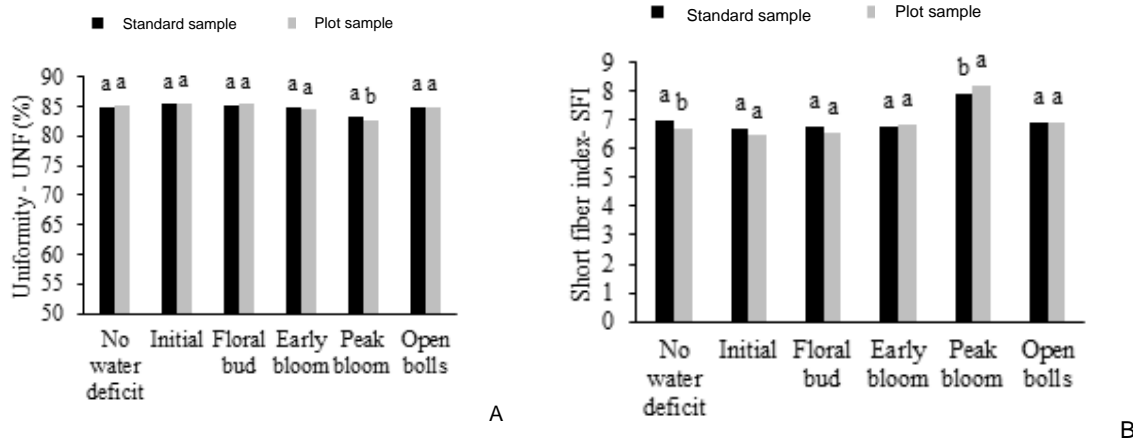 Standard sample Plot sample
Uniformity - UNF (%)
90
85
80
75
70
65
60
55
50
a a a a a a a a a b a a
No water deficit
Initial
Floral bud
Early bloom
Peak bloom
Open bolls
A
Standard sample Plot sample
Short fiber index- SFI
9
8
7
6
5
4
3
2
1
0
a b a a a a a a b a a a
No water deficit
Initial
Floral bud
Early bloom
Peak bloom
Open bolls
B